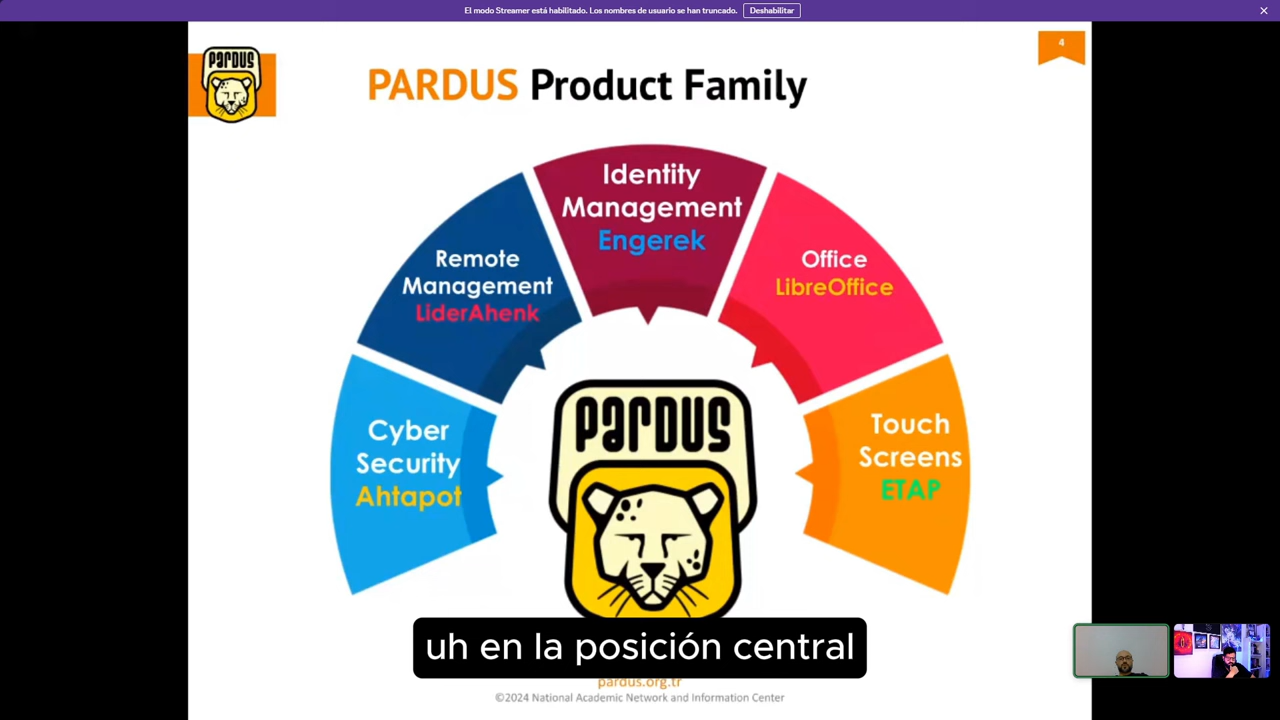 El modo Streamer está habilitado. Los nombres de usuario se han truncado. Deshabilitar
PARDUS
PARDUS Product Family
4
Identity
Management
Engerek
Remote
Management
LiderAhenk
Office
LibreOffice
Cyber
Security
Ahtapot
Touch
Screens
ETAP
PARDUS
uh en la posición central
pardus.org.tr
©2024 National Academic Network and Information Center